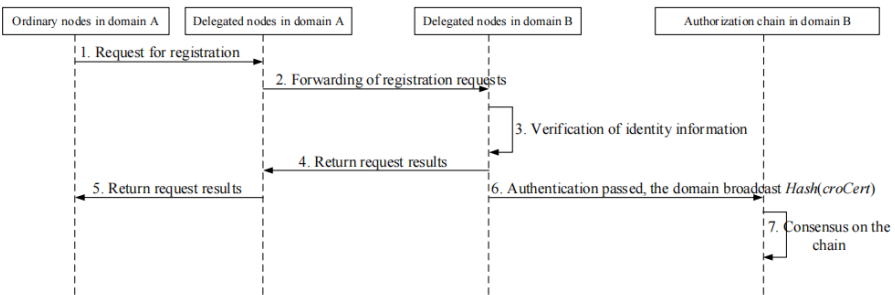 Ordinary nodes in domain A
Delegated nodes in domain A
Delegated nodes in domain B
Authorization chain in domain B
1. Request for registration
2. Forwarding of registration requests
3. Verification of identity information
4. Return request results
5. Return request results
6. Authentication passed, the domain broadcast Hash(croCert)
7. Consensus on the
chain